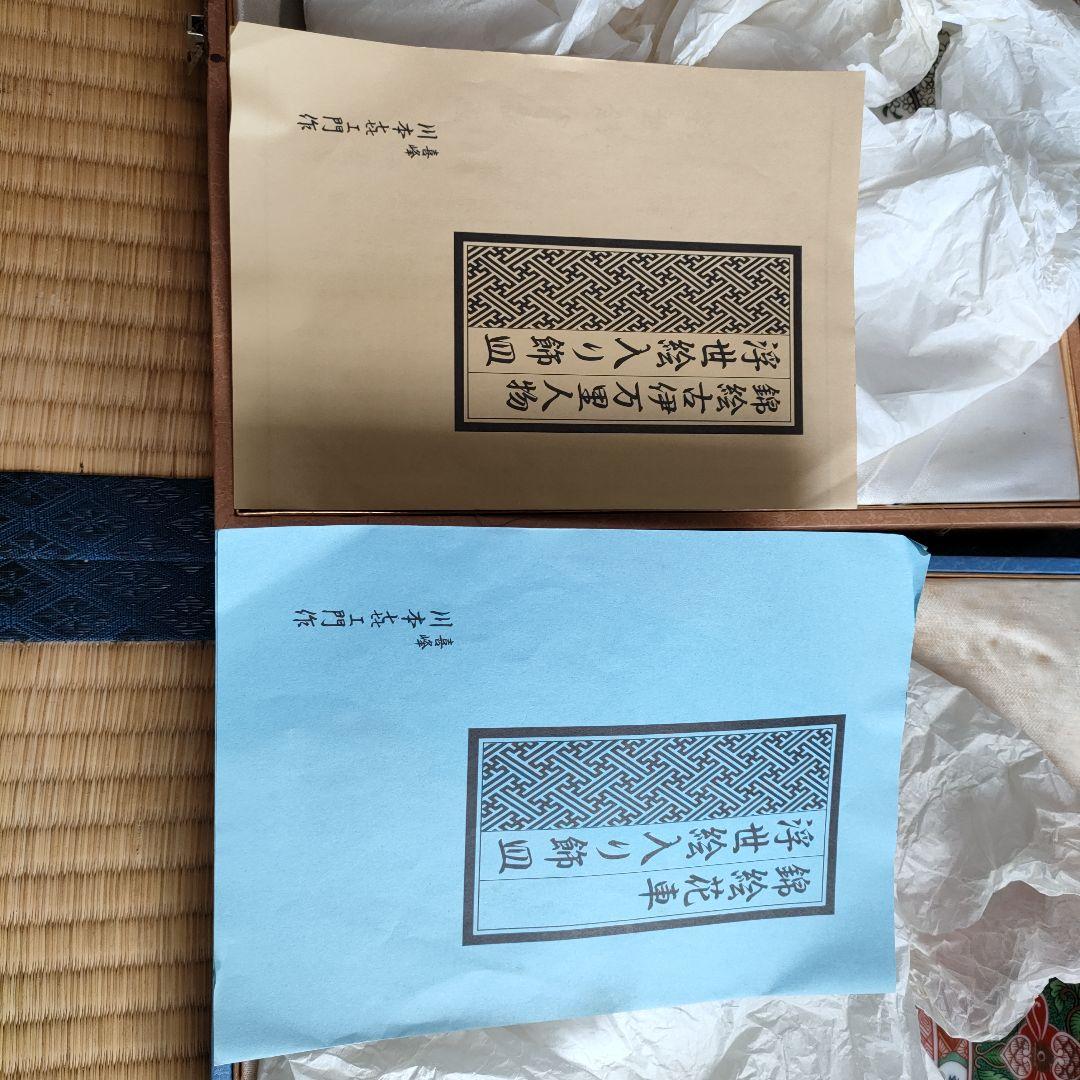 錦絵古伊万里人物
浮世絵入り飾皿
喜峰
川本㐂エ門作
錦絵花車
浮世絵入り飾皿
喜峰
川本㐂エ門作